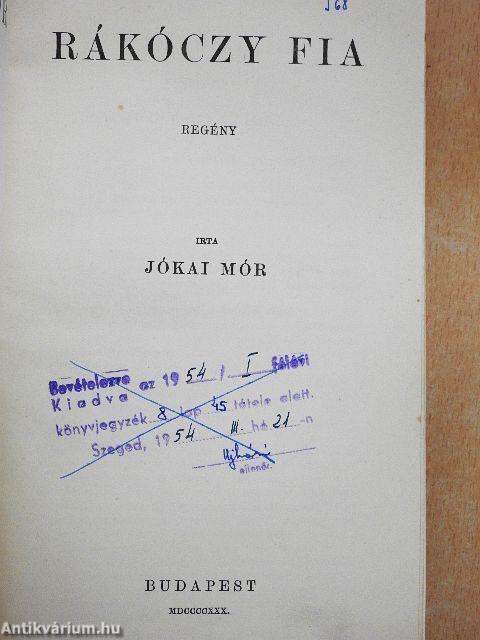 J68
RÁKÓCZY FIA
REGÉNY
IRTA
JÓKAI MÓR
Bevételezve az 1954 / I félévi
Kiadva
könyvjegyzék 8 lap 45 tétele alatt.
Szeged, 1954 III. hó 21-n
ellenőr.
BUDAPEST
MDCCCCXXX.
Antikvárium.hu